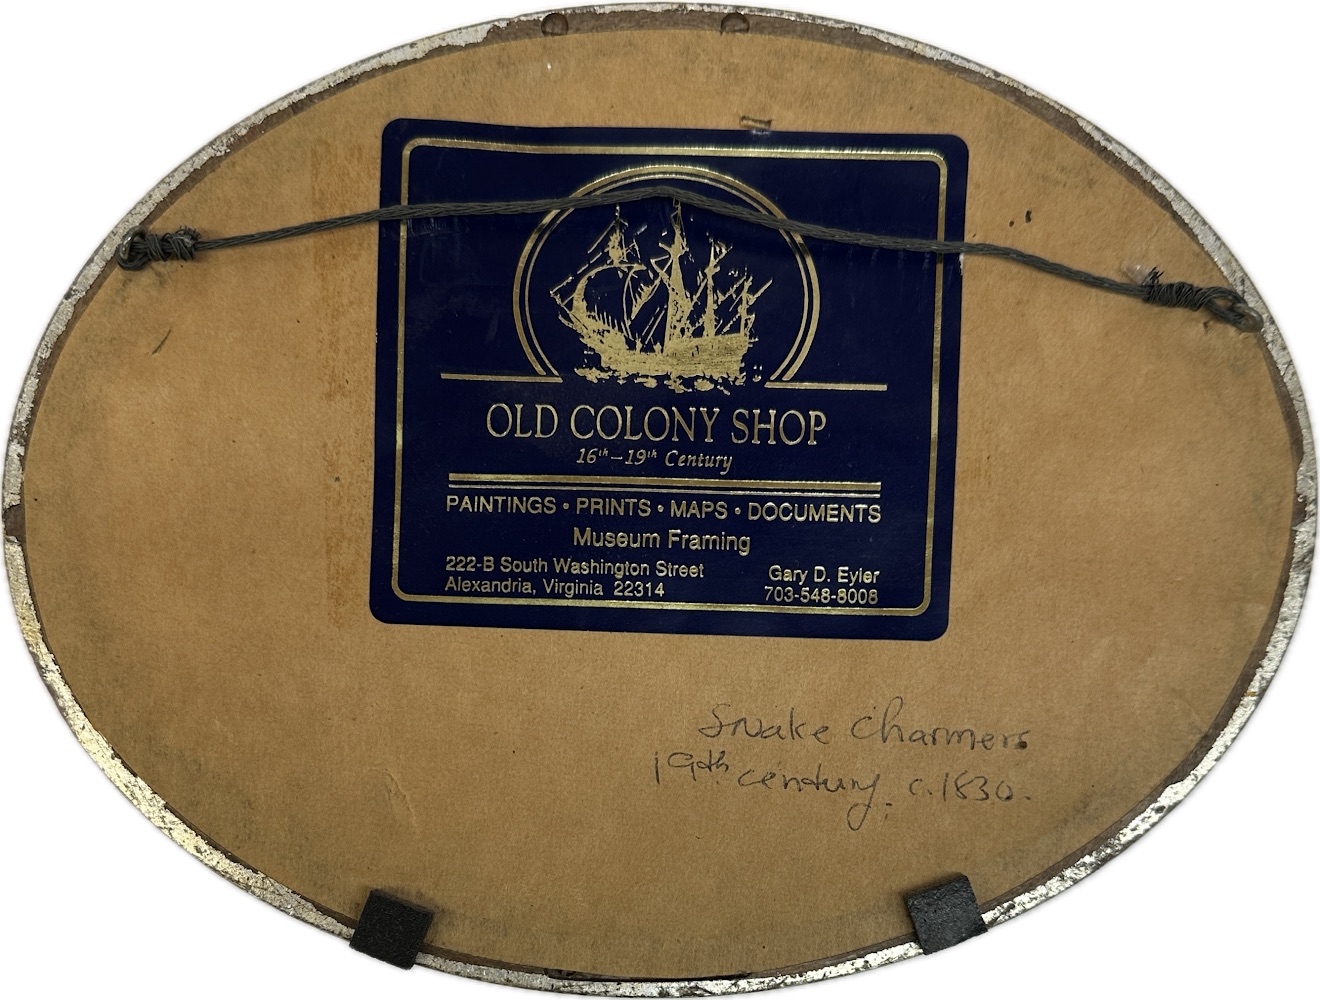 OLD COLONY SHOP
16th–19th Century
PAINTINGS • PRINTS • MAPS • DOCUMENTS
Museum Framing
222-B South Washington Street
Alexandria, Virginia 22314
Gary D. Eyler
703-548-8008
Snake Charmers
19th century. c.1830.